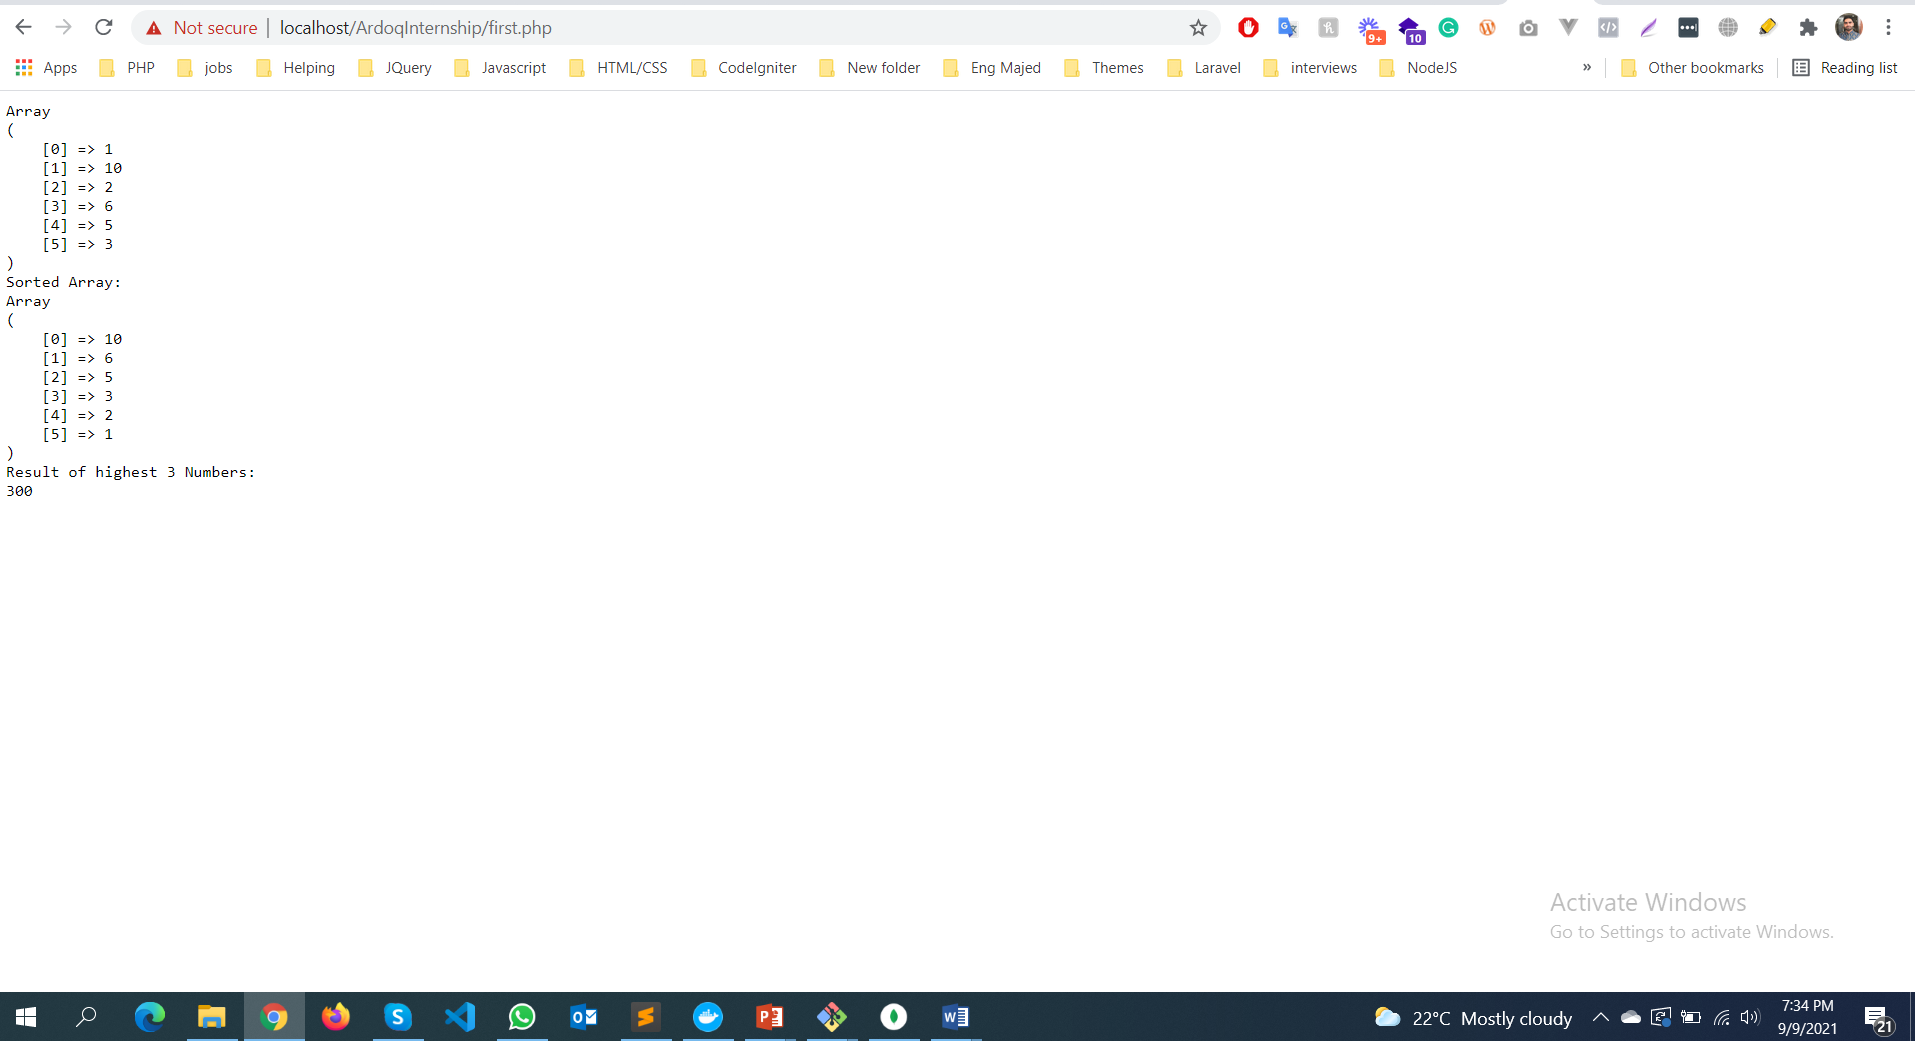 Not secure | localhost/ArdoqInternship/first.php
9+ 10
Apps PHP jobs Helping JQuery Javascript HTML/CSS CodeIgniter New folder Eng Majed Themes Laravel interviews NodeJS » Other bookmarks Reading list
Array
(
    [0] => 1
    [1] => 10
    [2] => 2
    [3] => 6
    [4] => 5
    [5] => 3
)
Sorted Array:
Array
(
    [0] => 10
    [1] => 6
    [2] => 5
    [3] => 3
    [4] => 2
    [5] => 1
)
Result of highest 3 Numbers:
300
Activate Windows
Go to Settings to activate Windows.
22°C Mostly cloudy
7:34 PM
9/9/2021
21